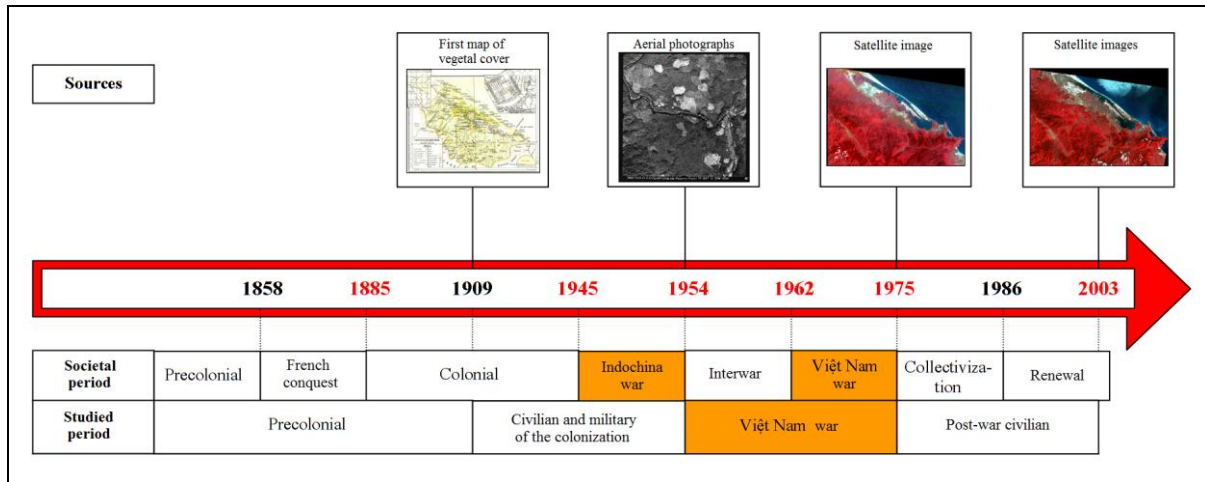 First map of
vegetal cover
Aerial photographs
Satellite image
Satellite images
Sources
1858
1885
1909
1945
1954
1962
1975
1986
2003
Societal
period
Precolonial
French
conquest
Colonial
Indochina
war
Interwar
Việt Nam
war
Collectiviza-
tion
Renewal
Studied
period
Precolonial
Civilian and military
of the colonization
Việt Nam war
Post-war civilian